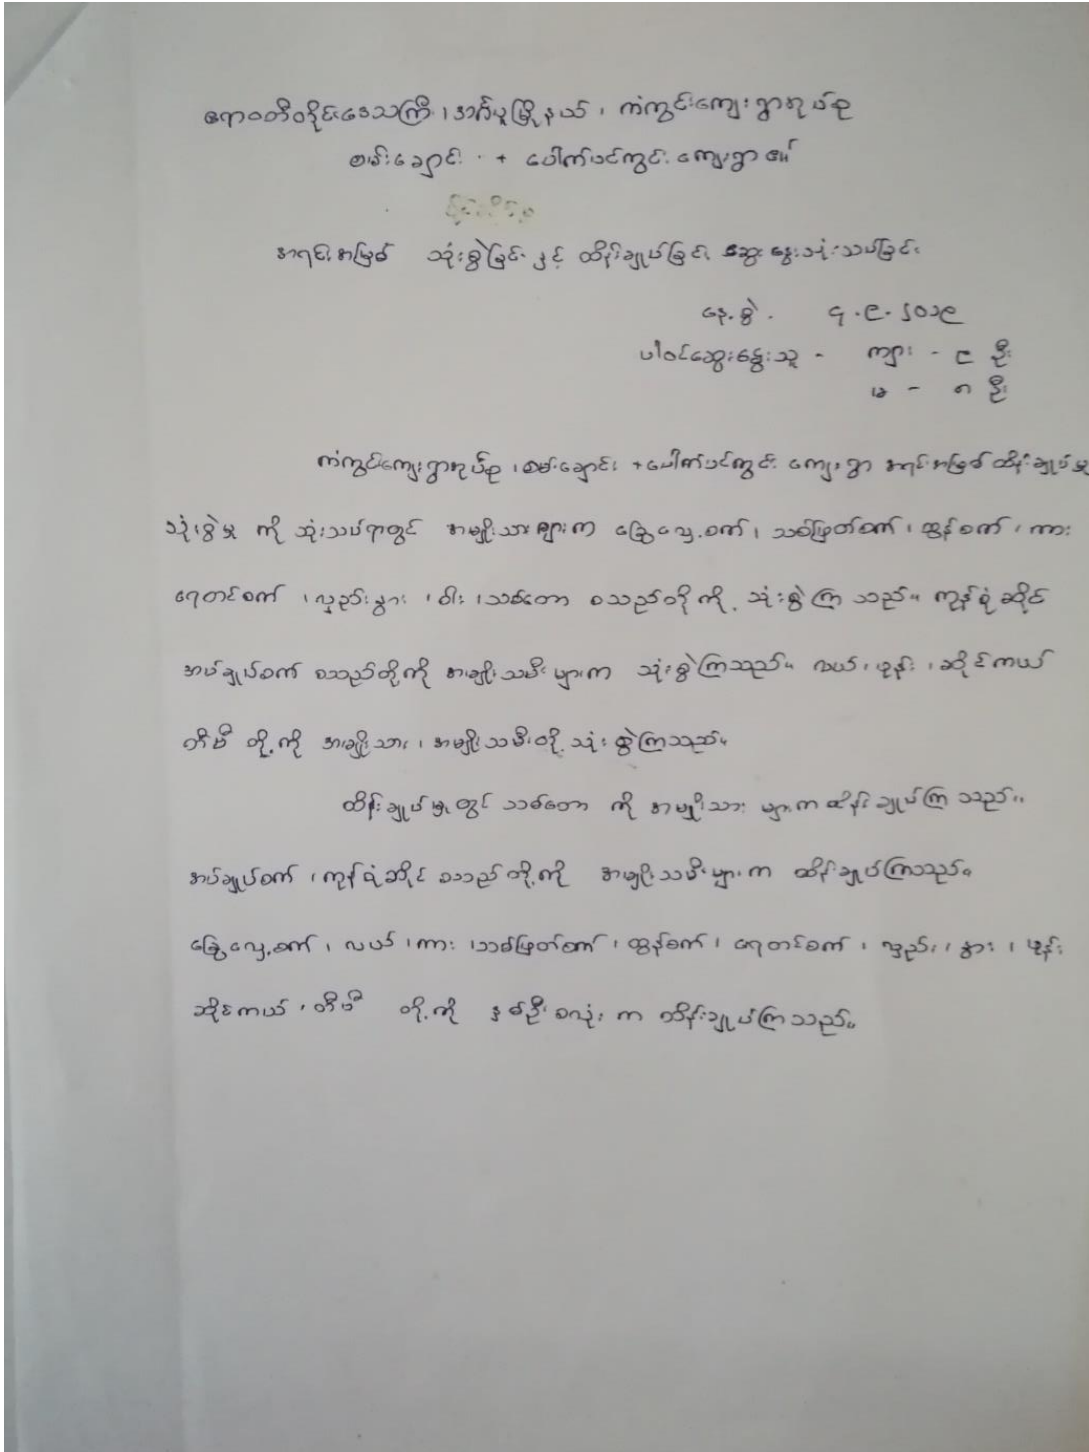 ဧရာဝတီတိုင်းဒေသကြီး၊ အင်္ဂပူမြို့နယ်၊ ကံကွင်းကျေးရွာအုပ်စု
စမ်းချောင်း + ပေါက်ပင်ကွင်း ကျေးရွာ၏
အရင်းအမြစ် သုံးစွဲခြင်း နှင့် ထိန်းချုပ်ခြင်း ဆွေးနွေးသုံးသပ်ခြင်း
နေ့စွဲ ၄.၉.၂၀၁၉
ပါဝင်ဆွေးနွေးသူ - ကျား - ၉ ဦး
မ - ၈ ဦး
ကံကွင်းကျေးရွာအုပ်စု ၊ စမ်းချောင်း + ပေါက်ပင်ကွင်း ကျေးရွာ အရင်းအမြစ်ထိန်းချုပ်မှု
သုံးစွဲမှု ကို သုံးသပ်ရာတွင် အမျိုးသားများက ခြွေလှေ့စက်၊ သစ်ဖြတ်စက်၊ ထွန်စက်၊ ကား
ရေတင်စက် ၊ လှည်းနွား ၊ ဝါး ၊ သစ်တော စသည်တို့ကို သုံးစွဲကြသည်။ ကုန်စုံဆိုင်
အပ်ချုပ်စက် စသည်တို့ကို အမျိုးသမီးများက သုံးစွဲကြသည်။ လယ်၊ ဖုန်း ၊ ဆိုင်ကယ်
တီဗီ တို့ကို အမျိုးသား ၊ အမျိုးသမီးတို့ သုံးစွဲကြသည်။
ထိန်းချုပ်မှုတွင် သစ်တော ကို အမျိုးသား များက ထိန်းချုပ်ကြသည်။
အပ်ချုပ်စက် ၊ ကုန်စုံဆိုင် စသည်တို့ကို အမျိုးသမီးများက ထိန်းချုပ်ကြသည်။
ခြွေလှေ့စက် ၊ လယ် ၊ ကား ၊ သစ်ဖြတ်စက် ၊ ထွန်စက် ၊ ရေတင်စက် ၊ လှည်း ၊ နွား ၊ ဖုန်း
ဆိုင်ကယ် ၊ တီဗီ တို့ကို နှစ်ဦးစလုံး က ထိန်းချုပ်ကြသည်။